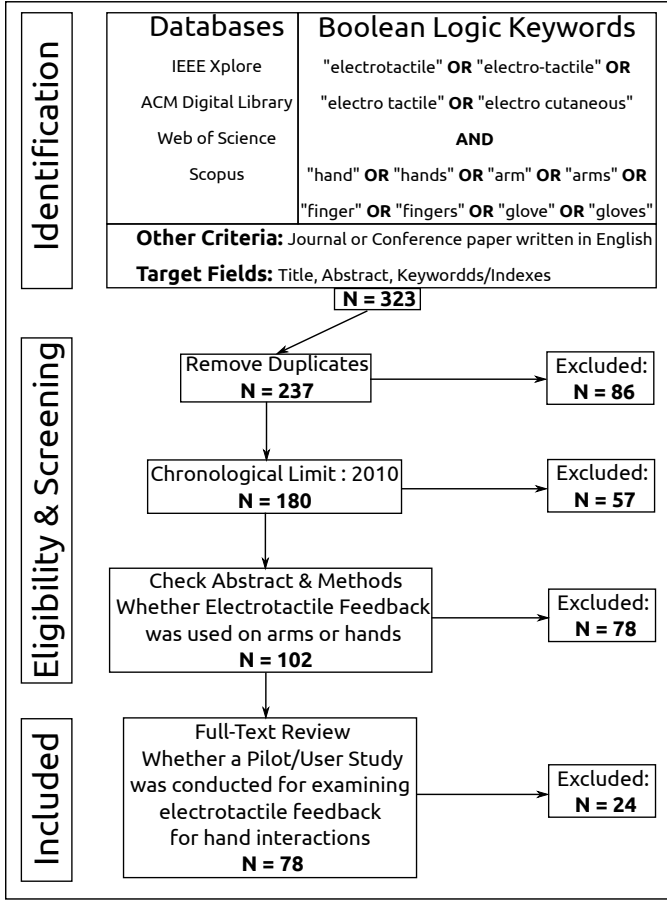 Identification
Databases
IEEE Xplore
ACM Digital Library
Web of Science
Scopus
Boolean Logic Keywords
"electrotactile" OR "electro-tactile" OR
"electro tactile" OR "electro cutaneous"
AND
"hand" OR "hands" OR "arm" OR "arms" OR
"finger" OR "fingers" OR "glove" OR "gloves"
Other Criteria: Journal or Conference paper written in English
Target Fields: Title, Abstract, Keywordds/Indexes
N = 323
Eligibility & Screening
Remove Duplicates
N = 237
Excluded:
N = 86
Chronological Limit : 2010
N = 180
Excluded:
N = 57
Check Abstract & Methods
Whether Electrotactile Feedback
was used on arms or hands
N = 102
Excluded:
N = 78
Included
Full-Text Review
Whether a Pilot/User Study
was conducted for examining
electrotactile feedback
for hand interactions
N = 78
Excluded:
N = 24